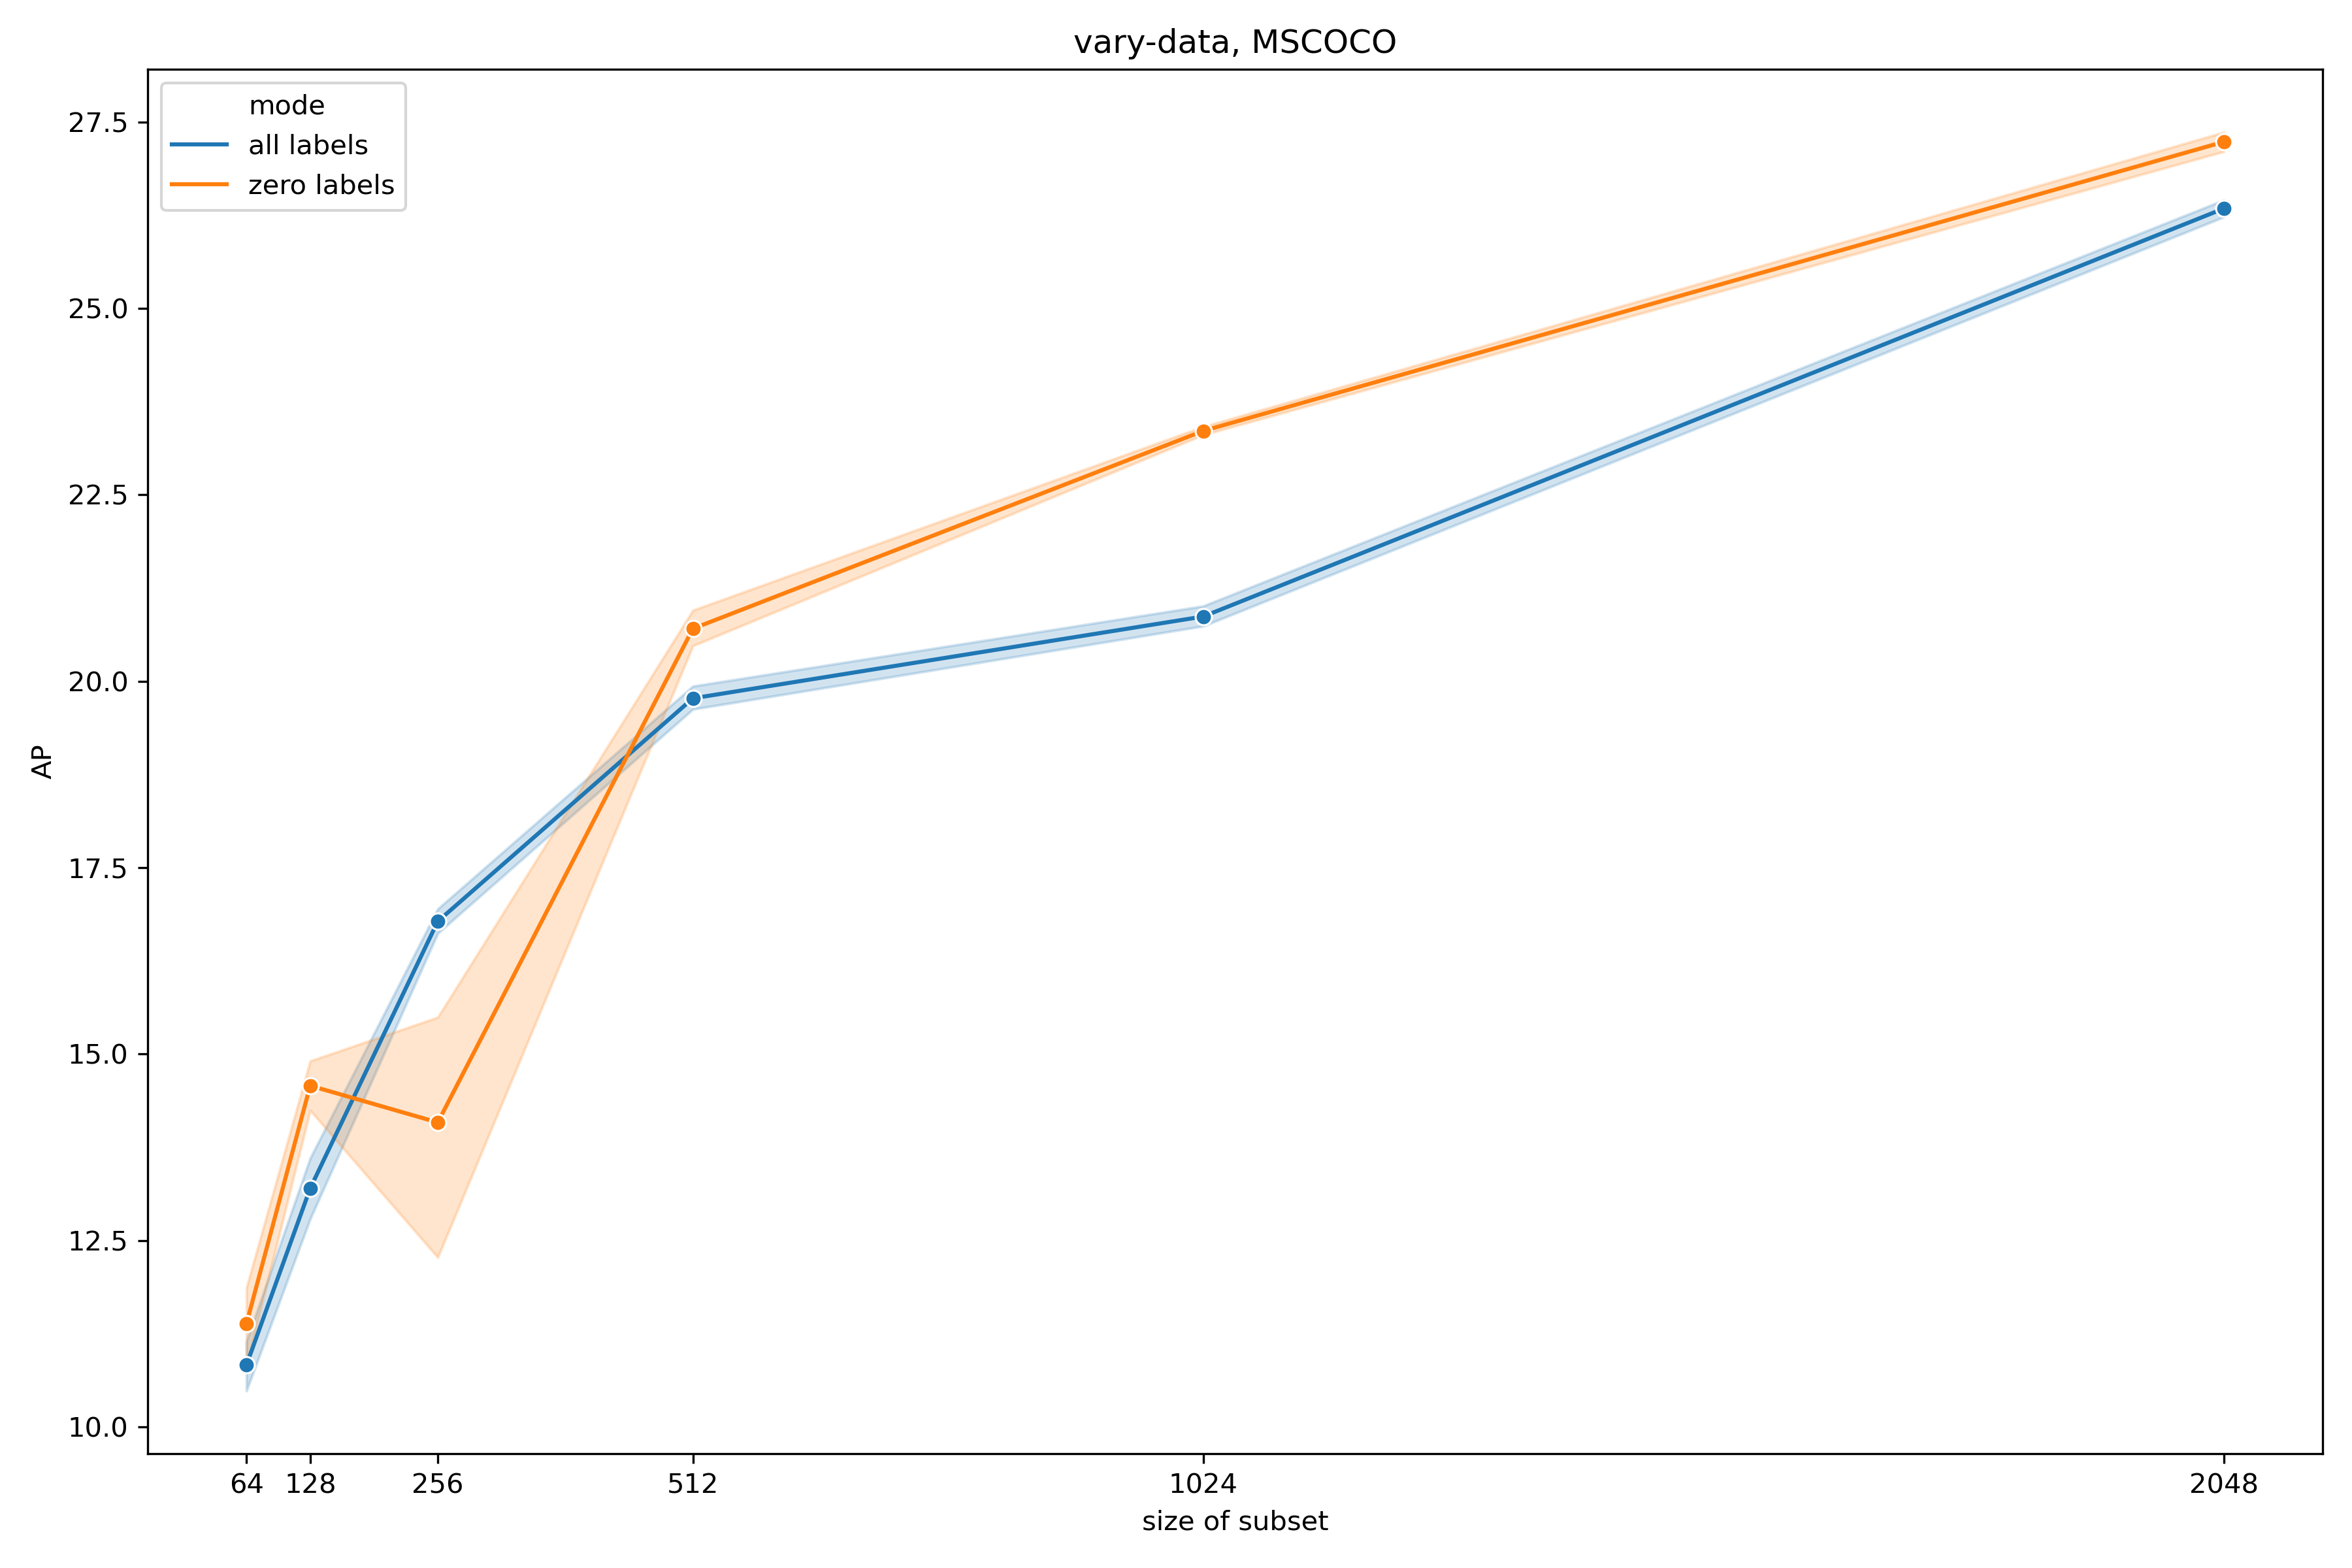 vary-data, MSCOCO
mode
all labels
zero labels
27.5
25.0
22.5
20.0
17.5
15.0
12.5
10.0
AP
64 128 256 512 1024 2048
size of subset